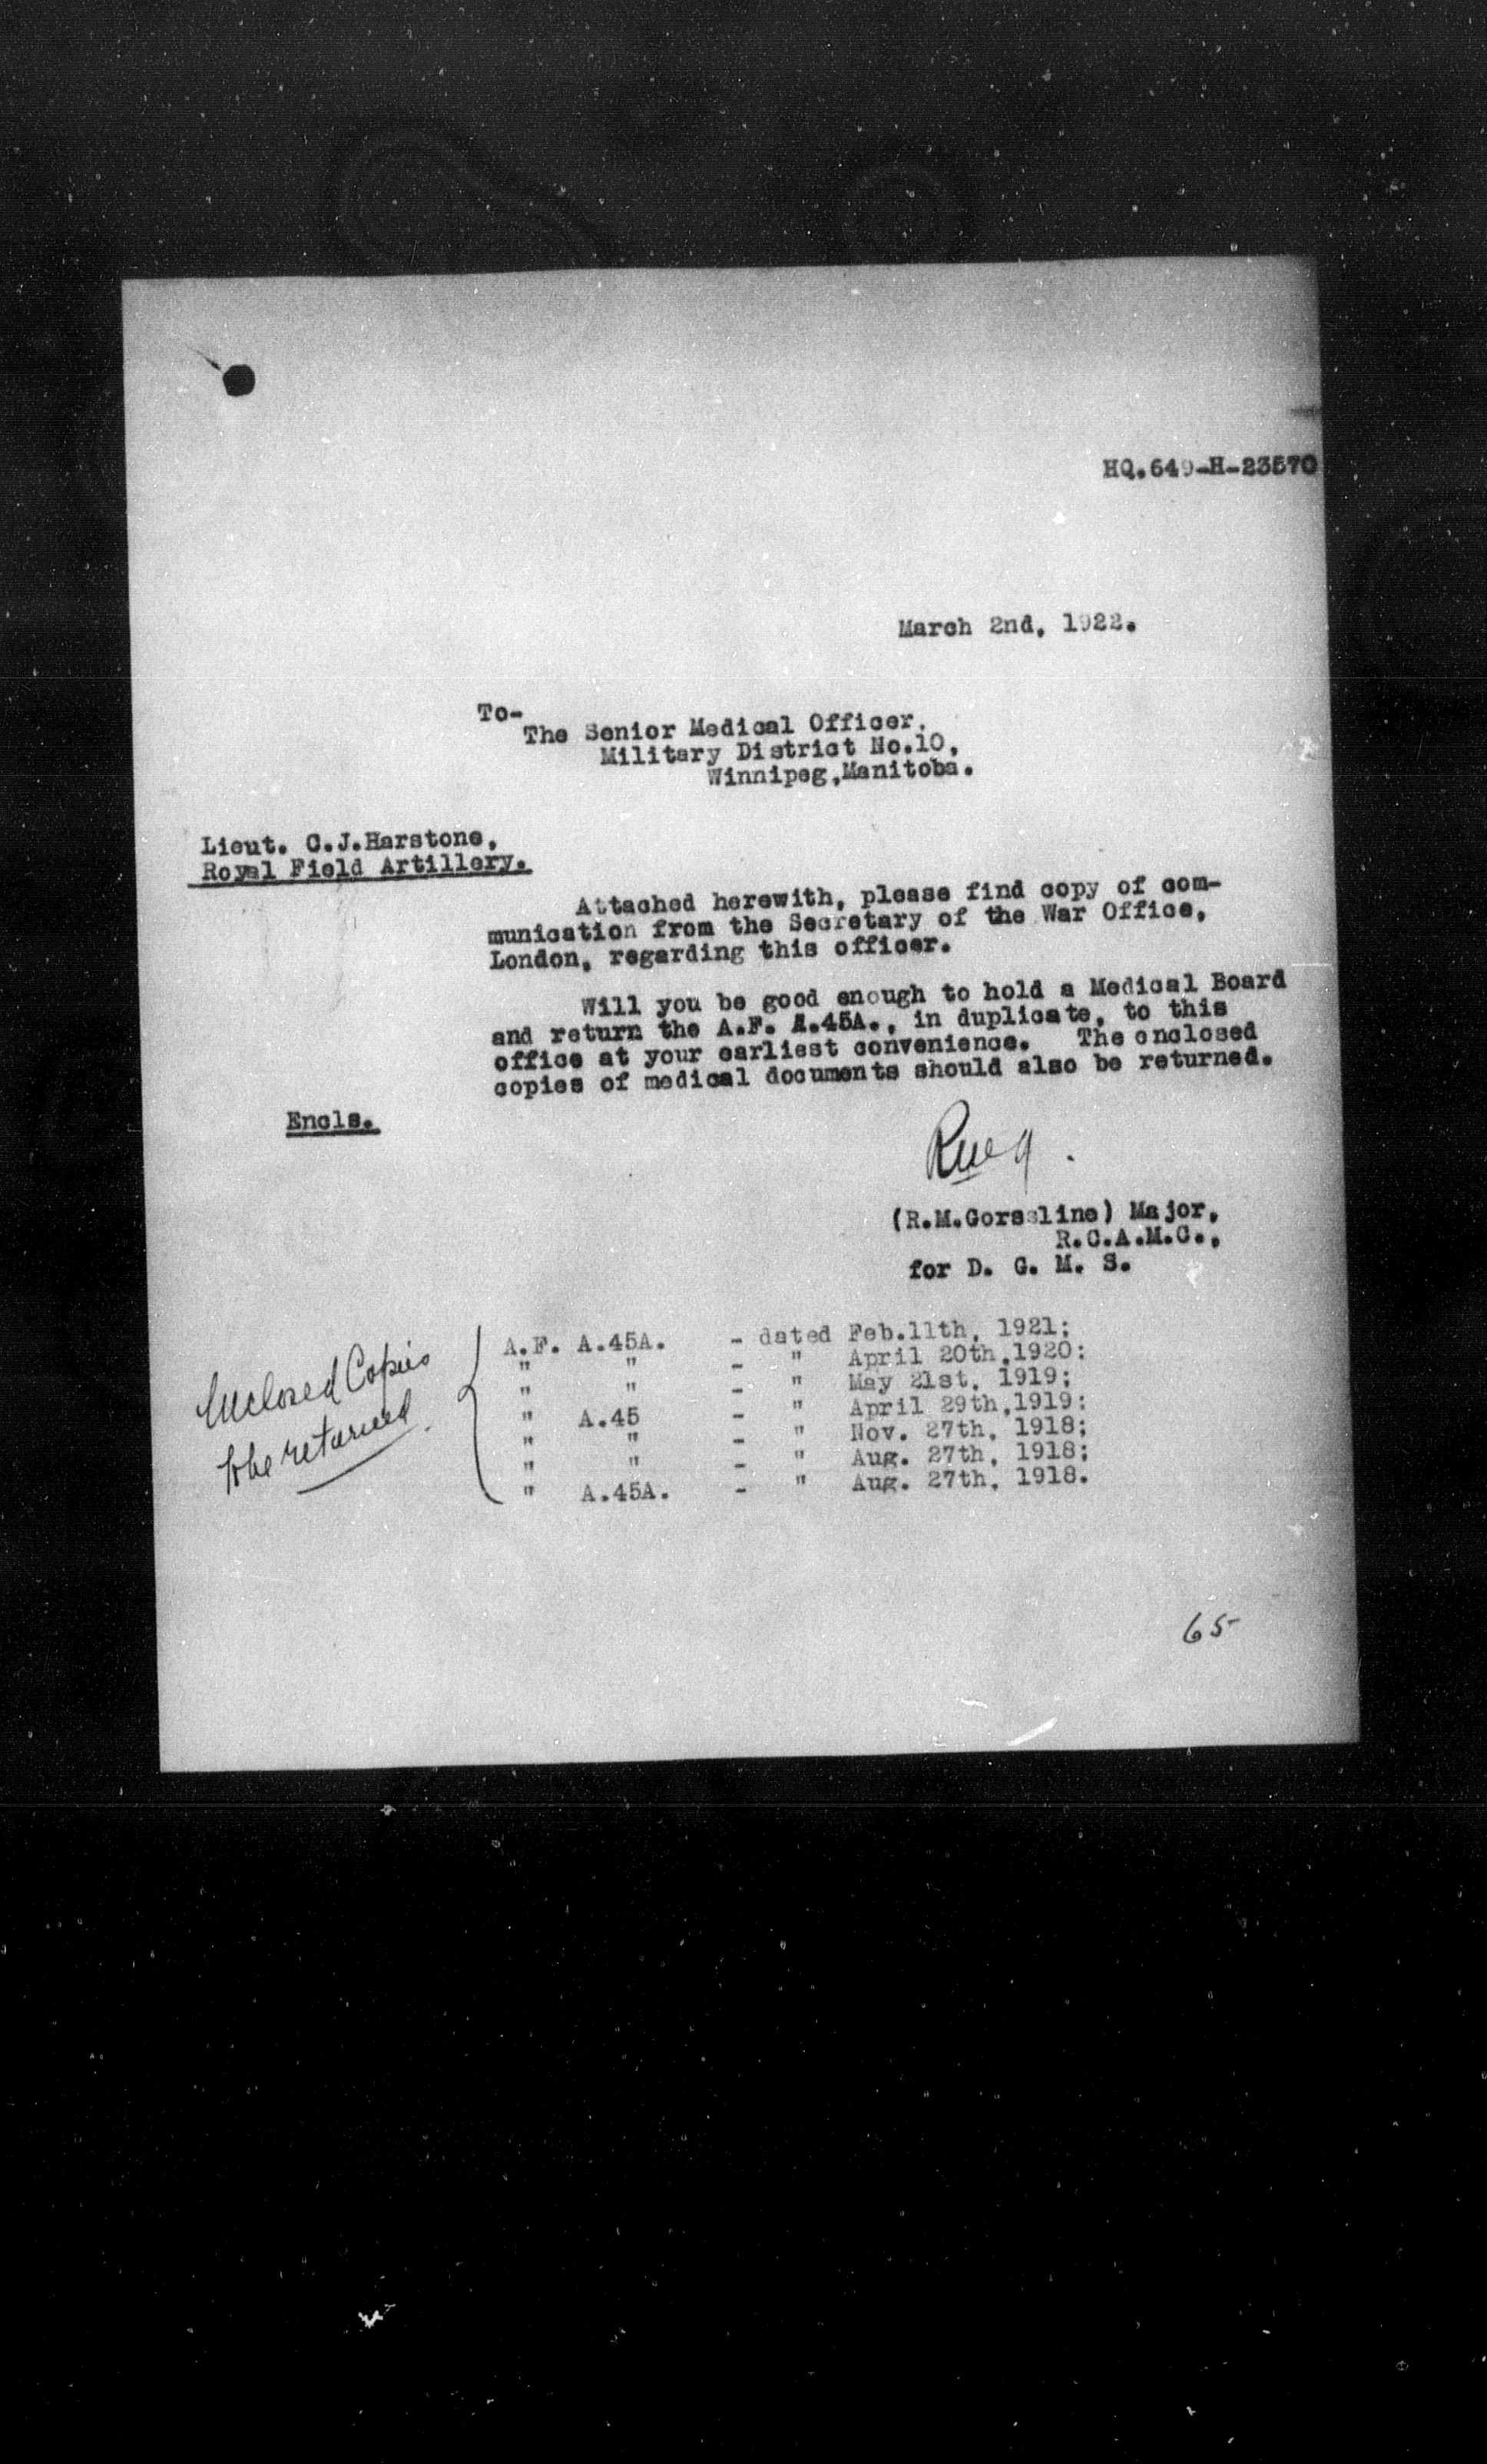 HQ.649-H-23570
March 2nd, 1922.
To-
The Senior Medical Officer,
Military District No.10,
Winnipeg,Manitoba.
Lieut. C.J.Harstone,
Royal Field Artillery.
Attached herewith, please find copy of com-
munication from the Secretary of the War Office,
London, regarding this officer.
Will you be good enough to hold a Medical Board
and return the A.F. A.45A., in duplicate, to this
office at your earliest convenience. The enclosed
copies of medical documents should also be returned.
Encls.
(R.M.Gorssline) Major,
R.C.A.M.C.,
for D. G. M. S.
Enclosed Copies
to be returned.
A.F. A.45A. - dated Feb.11th, 1921;
" " - " April 20th,1920:
" " - " May 21st, 1919;
" A.45 - " April 29th,1919:
" " - " Nov. 27th, 1918;
" " - " Aug. 27th, 1918;
" A.45A. - " Aug. 27th, 1918.
65